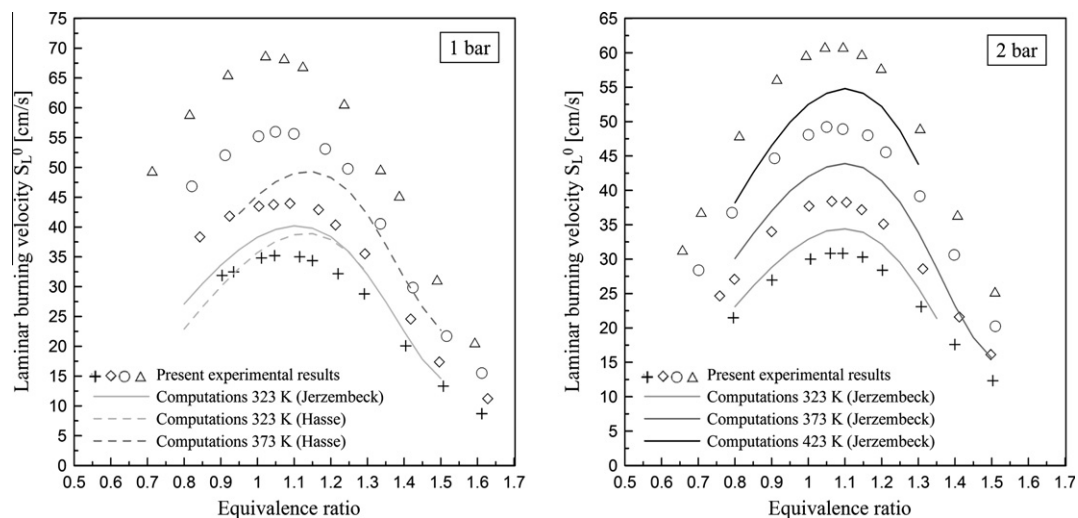 1 bar
Laminar burning velocity S_L^0 [cm/s]
75
70
65
60
55
50
45
40
35
30
25
20
15
10
5
0
Present experimental results
Computations 323 K (Jerzembeck)
Computations 323 K (Hasse)
Computations 373 K (Hasse)
0.5 0.6 0.7 0.8 0.9 1 1.1 1.2 1.3 1.4 1.5 1.6 1.7
Equivalence ratio
2 bar
Laminar burning velocity S_L^0 [cm/s]
65
60
55
50
45
40
35
30
25
20
15
10
5
0
Present experimental results
Computations 323 K (Jerzembeck)
Computations 373 K (Jerzembeck)
Computations 423 K (Jerzembeck)
0.5 0.6 0.7 0.8 0.9 1 1.1 1.2 1.3 1.4 1.5 1.6 1.7
Equivalence ratio